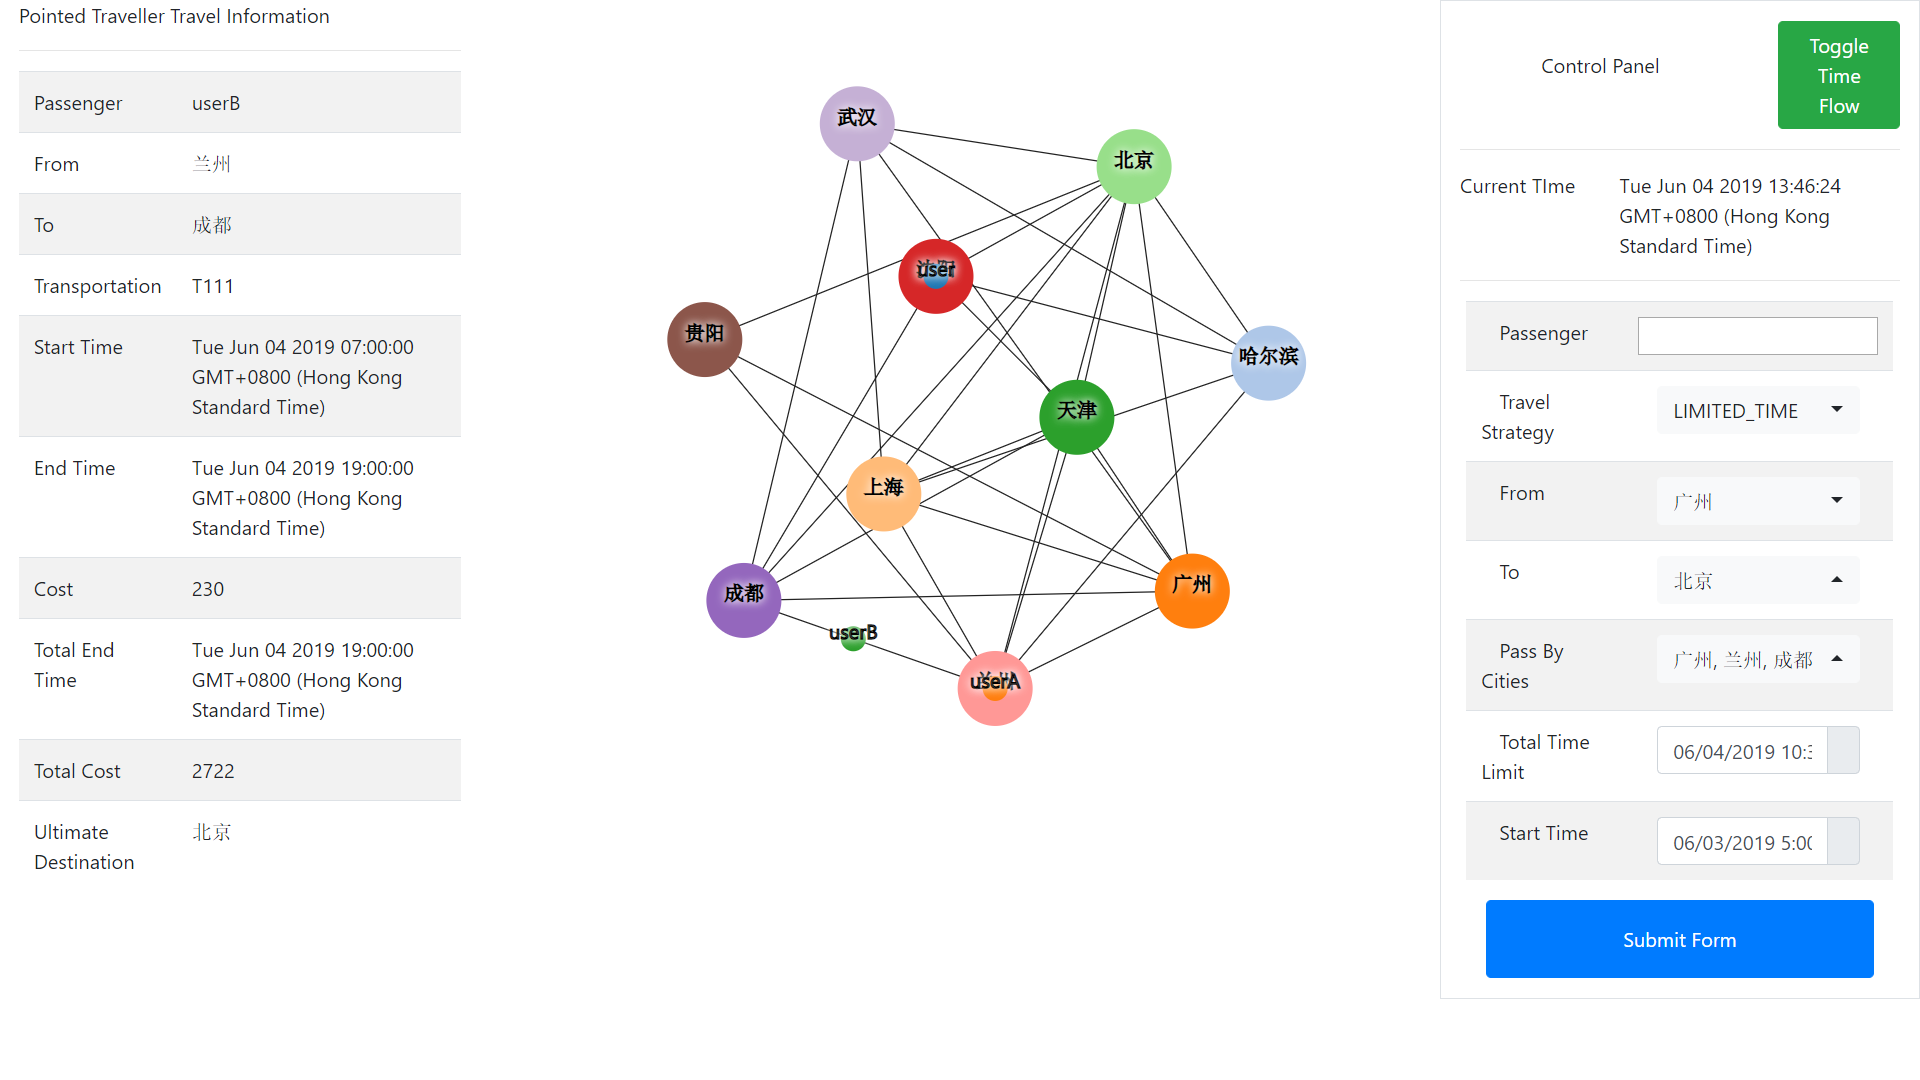 Pointed Traveller Travel Information
Passenger userB
From 兰州
To 成都
Transportation T111
Start Time Tue Jun 04 2019 07:00:00
GMT+0800 (Hong Kong
Standard Time)
End Time Tue Jun 04 2019 19:00:00
GMT+0800 (Hong Kong
Standard Time)
Cost 230
Total End Tue Jun 04 2019 19:00:00
Time GMT+0800 (Hong Kong
Standard Time)
Total Cost 2722
Ultimate 北京
Destination
武汉
北京
user
贵阳
哈尔滨
天津
上海
成都
广州
userB
userA
Control Panel
Toggle
Time
Flow
Current TIme Tue Jun 04 2019 13:46:24
GMT+0800 (Hong Kong
Standard Time)
Passenger
Travel LIMITED_TIME
Strategy
From 广州
To 北京
Pass By 广州, 兰州, 成都
Cities
Total Time 06/04/2019
Limit
Start Time 06/03/2019
Submit Form